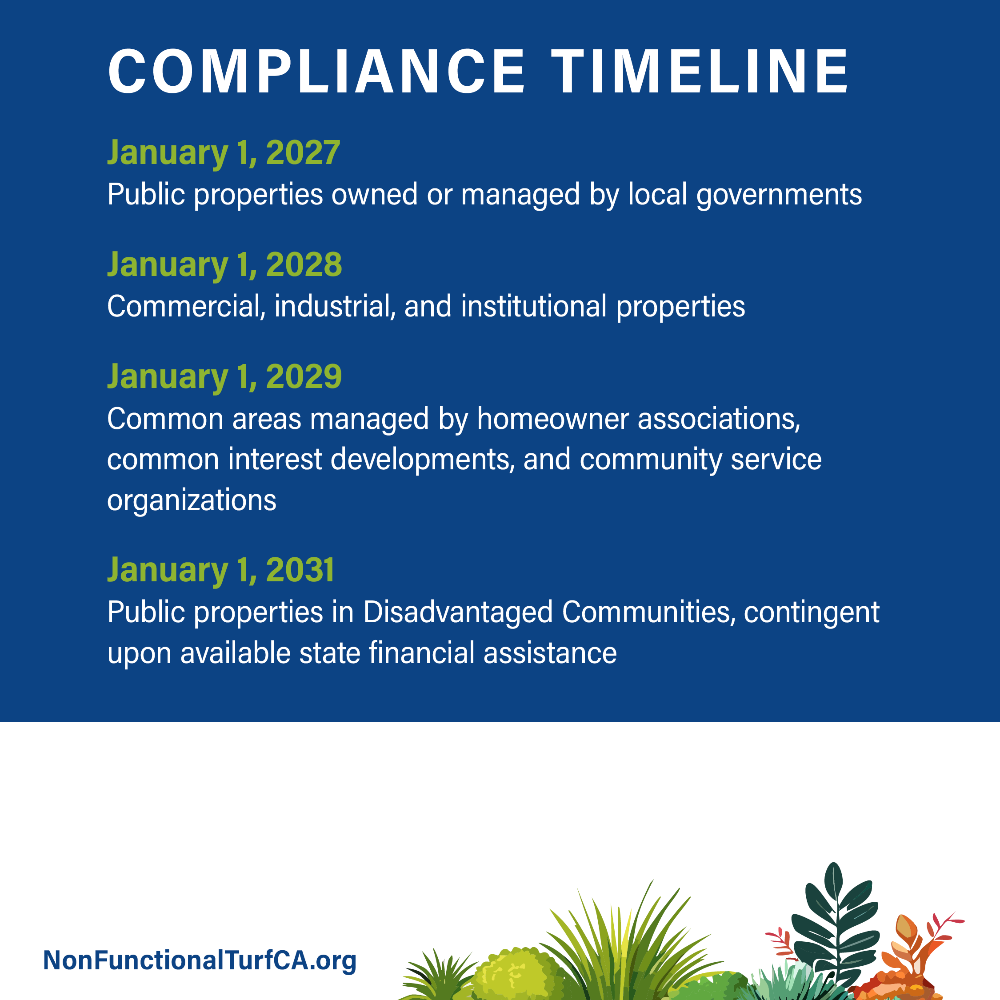 COMPLIANCE TIMELINE
January 1, 2027
Public properties owned or managed by local governments
January 1, 2028
Commercial, industrial, and institutional properties
January 1, 2029
Common areas managed by homeowner associations,
common interest developments, and community service
organizations
January 1, 2031
Public properties in Disadvantaged Communities, contingent
upon available state financial assistance
NonFunctionalTurfCA.org